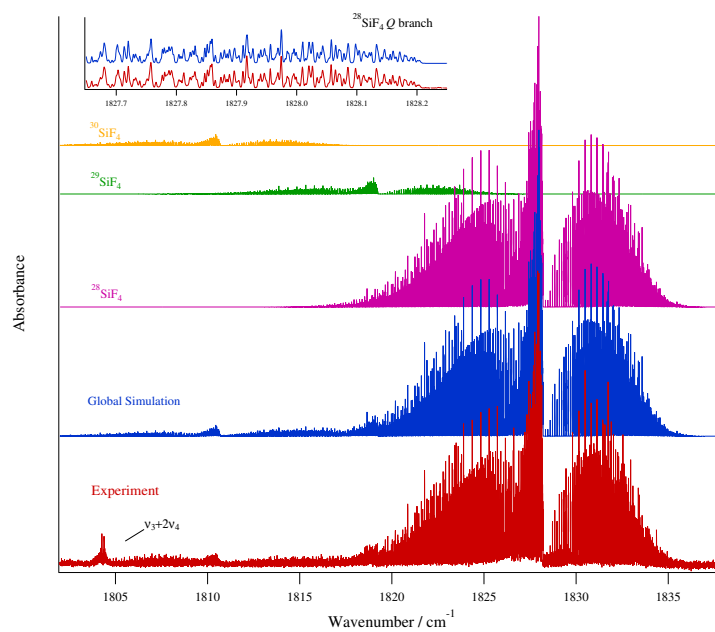 ²⁸SiF₄ Q branch
1827.7 1827.8 1827.9 1828.0 1828.1 1828.2
³⁰SiF₄
²⁹SiF₄
²⁸SiF₄
Absorbance
Global Simulation
Experiment
ν₃+2ν₄
1805 1810 1815 1820 1825 1830 1835
Wavenumber / cm⁻¹